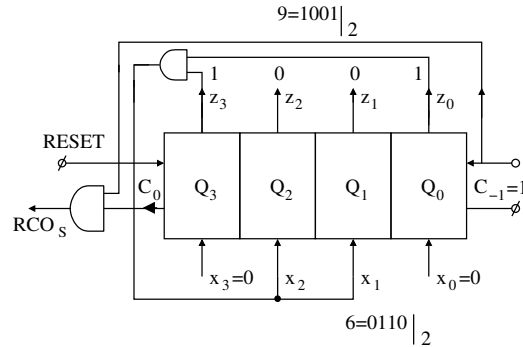 9=1001|₂
1 0 0 1
z₃ z₂ z₁ z₀
RESET
C₀ Q₃ Q₂ Q₁ Q₀ C₋₁=1
RCO S
x₃=0 x₂ x₁ x₀=0
6=0110|₂